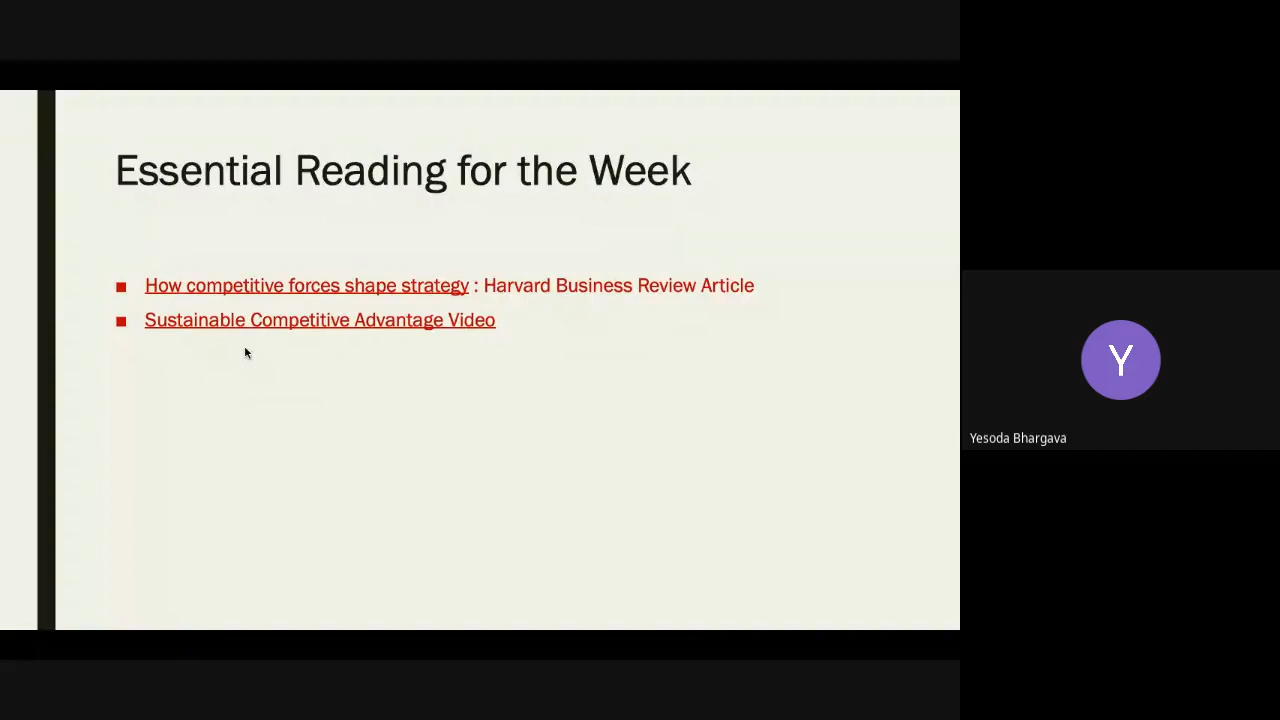 Essential Reading for the Week
How competitive forces shape strategy : Harvard Business Review Article
Sustainable Competitive Advantage Video
Y
Yesoda Bhargava